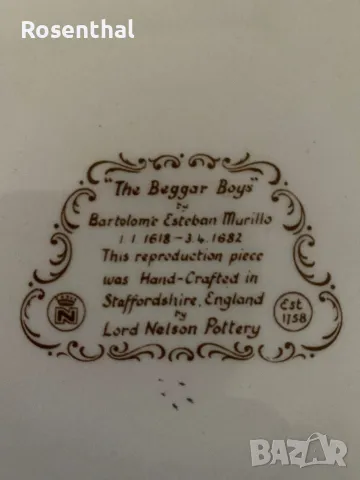 Rosenthal
"The Beggar Boys"
by
Bartolome Esteban Murillo
1.1 1618 – 3.4. 1682
This reproduction piece
was Hand-Crafted in
Staffordshire, England
by
Lord Nelson Pottery
N
Est.
1758
BAZAR
bg